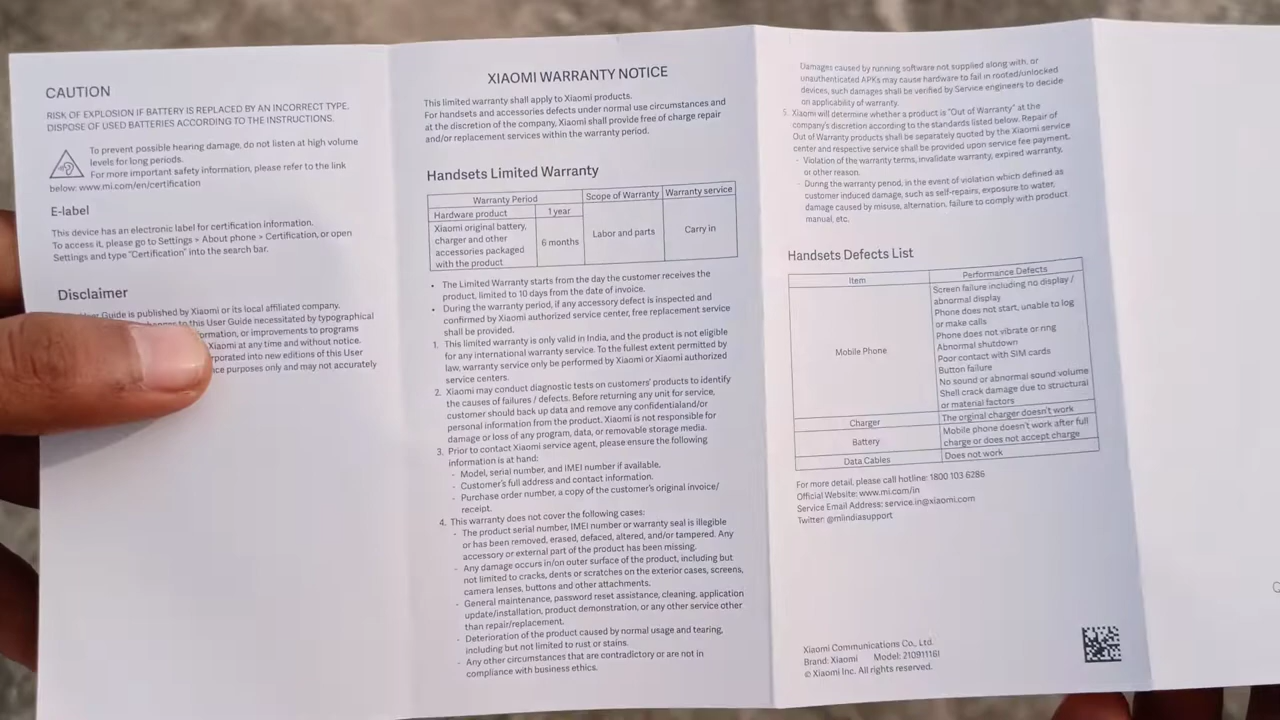 CAUTION
RISK OF EXPLOSION IF BATTERY IS REPLACED BY AN INCORRECT TYPE.
DISPOSE OF USED BATTERIES ACCORDING TO THE INSTRUCTIONS.
To prevent possible hearing damage, do not listen at high volume
levels for long periods.
For more important safety information, please refer to the link
below: www.mi.com/en/certification
E-label
This device has an electronic label for certification information.
To access it, please go to Settings > About phone > Certification, or open
Settings and type "Certification" into the search bar.
Disclaimer
User Guide is published by Xiaomi or its local affiliated company.
to this User Guide necessitated by typographical
ormation, or improvements to programs
Xiaomi at any time and without notice.
rporated into new editions of this User
purposes only and may not accurately
XIAOMI WARRANTY NOTICE
This limited warranty shall apply to Xiaomi products.
For handsets and accessories defects under normal use circumstances and
at the discretion of the company, Xiaomi shall provide free of charge repair
and/or replacement services within the warranty period.
Handsets Limited Warranty
Warranty Period Scope of Warranty Warranty service
Hardware product 1 year
Xiaomi original battery,
charger and other
accessories packaged
with the product
6 months
Labor and parts
Carry in
• The Limited Warranty starts from the day the customer receives the
product, limited to 10 days from the date of invoice.
• During the warranty period, if any accessory defect is inspected and
confirmed by Xiaomi authorized service center, free replacement service
shall be provided.
1. This limited warranty is only valid in India, and the product is not eligible
for any international warranty service. To the fullest extent permitted by
law, warranty service only be performed by Xiaomi or Xiaomi authorized
service centers.
2. Xiaomi may conduct diagnostic tests on customers' products to identify
the causes of failures / defects. Before returning any unit for service,
customer should back up data and remove any confidentialand/or
personal information from the product. Xiaomi is not responsible for
damage or loss of any program, data, or removable storage media.
3. Prior to contact Xiaomi service agent, please ensure the following
information is at hand:
- Model, serial number, and IMEI number if available,
- Customer's full address and contact information.
- Purchase order number, a copy of the customer's original invoice/
receipt.
4. This warranty does not cover the following cases:
- The product serial number, IMEI number or warranty seal is illegible
or has been removed, erased, defaced, altered, and/or tampered. Any
accessory or external part of the product has been missing.
- Any damage occurs in/on outer surface of the product, including but
not limited to cracks, dents or scratches on the exterior cases, screens,
camera lenses, buttons and other attachments.
- General maintenance, password reset assistance, cleaning, application
update/installation, product demonstration, or any other service other
than repair/replacement.
- Deterioration of the product caused by normal usage and tearing,
including but not limited to rust or stains.
- Any other circumstances that are contradictory or are not in
compliance with business ethics.
Damages caused by running software not supplied along with, or
unauthenticated APKs may cause hardware to fail in rooted/unlocked
devices, such damages shall be verified by Service engineers to decide
on applicability of warranty.
5. Xiaomi will determine whether a product is "Out of Warranty" at the
company's discretion according to the standards listed below. Repair of
Out of Warranty products shall be separately quoted by the Xiaomi service
center and respective service shall be provided upon service fee payment.
- Violation of the warranty terms, invalidate warranty, expired warranty,
or other reason.
- During the warranty period, in the event of violation which defined as
customer induced damage, such as self-repairs, exposure to water,
damage caused by misuse, alternation, failure to comply with product
manual, etc.
Handsets Defects List
Item Performance Defects
Mobile Phone
Screen failure including no display /
abnormal display
Phone does not start, unable to log
or make calls
Phone does not vibrate or ring
Abnormal shutdown
Poor contact with SIM cards
Button failure
No sound or abnormal sound volume
Shell crack damage due to structural
or material factors
Charger The orginal charger doesn't work
Battery
Mobile phone doesn't work after full
charge or does not accept charge
Data Cables Does not work
For more detail, please call hotline: 1800 103 6286
Official Website: www.mi.com/in
Service Email Address: service.in@xiaomi.com
Twitter: @mIindiasupport
Xiaomi Communications Co., Ltd.
Brand: Xiaomi Model: 21091116I
© Xiaomi Inc. All rights reserved.